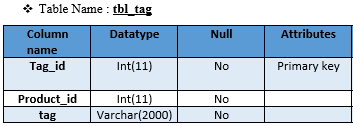 ❖ Table Name : tbl_tag
Column name Datatype Null Attributes
Tag_id Int(11) No Primary key
Product_id Int(11) No
tag Varchar(2000) No